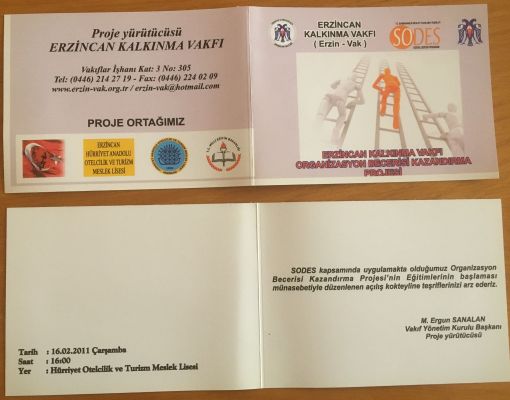 Proje yürütücüsü
ERZİNCAN KALKINMA VAKFI
Vakıflar İşhanı Kat: 3 No: 305
Tel: (0446) 214 27 19 - Fax: (0446) 224 02 09
www.erzin-vak.org.tr / erzin-vak@hotmail.com
PROJE ORTAĞIMIZ
ERZİNCAN
HÜRRİYET ANADOLU
OTELCİLİK VE TURİZM
MESLEK LİSESİ
ERZİNCAN
KALKINMA VAKFI
( Erzin - Vak )
SODES
ERZİNCAN KALKINMA VAKFI
ORGANİZASYON BECERİSİ KAZANDIRMA
PROJESİ
SODES kapsamında uygulamakta olduğumuz Organizasyon
Becerisi Kazandırma Projesi'nin Eğitimlerinin başlaması
münasebetiyle düzenlenen açılış kokteyline teşriflerinizi arz ederiz.
M. Ergun SANALAN
Vakıf Yönetim Kurulu Başkanı
Proje yürütücüsü
Tarih : 16.02.2011 Çarşamba
Saat : 16:00
Yer : Hürriyet Otelcilik ve Turizm Meslek Lisesi